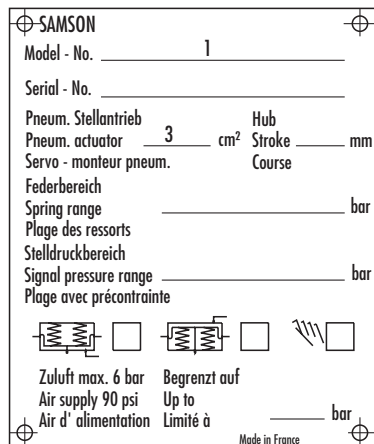 SAMSON
Model - No. 1
Serial - No.
Pneum. Stellantrieb Hub
Pneum. actuator 3 cm² Stroke mm
Servo - monteur pneum. Course
Federbereich
Spring range bar
Plage des ressorts
Stelldruckbereich
Signal pressure range bar
Plage avec précontrainte
Zuluft max. 6 bar Begrenzt auf
Air supply 90 psi Up to
Air d' alimentation Limité à bar
Made in France